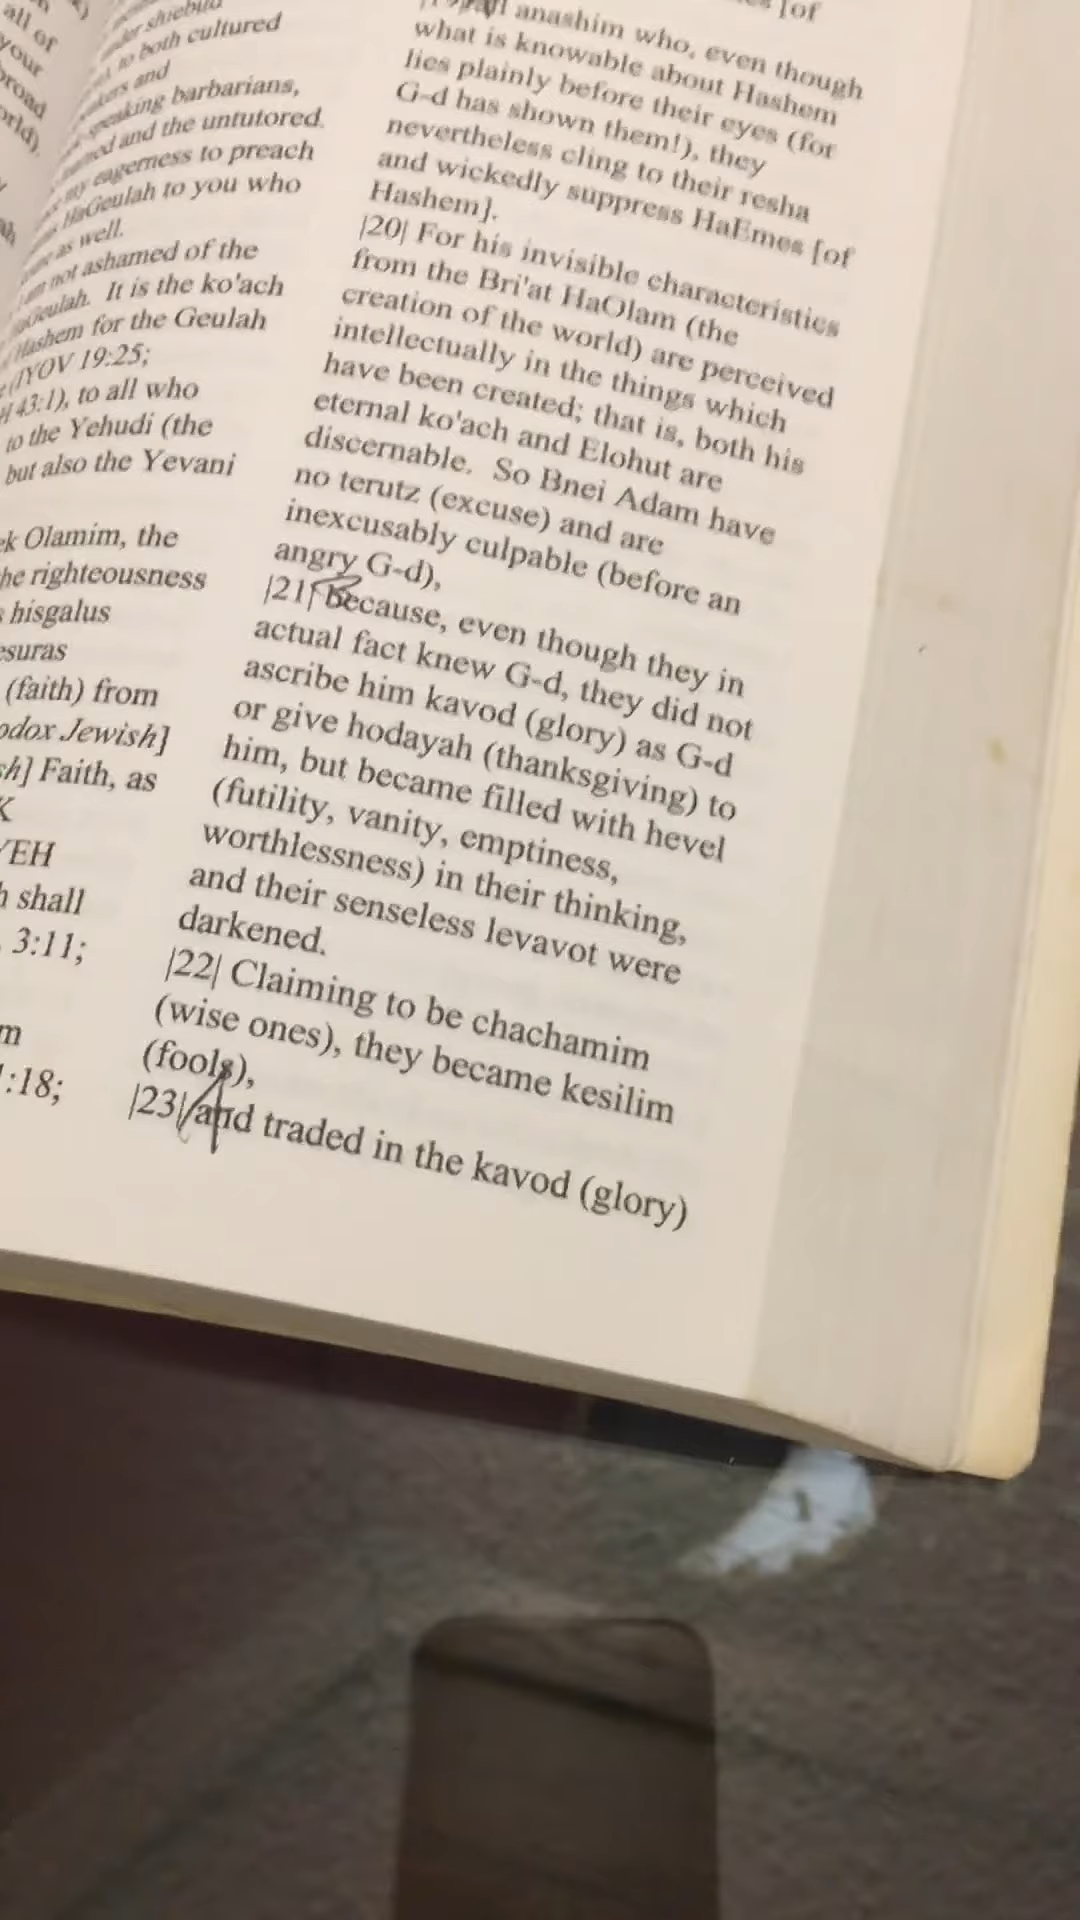 all of
your
broad
both cultured
and
speaking barbarians,
and the untutored.
my eagerness to preach
HaGeulah to you who
as well.
not ashamed of the
It is the ko'ach
Hashem for the Geulah
(IYOV 19:25;
43:1), to all who
to the Yehudi (the
but also the Yevani
Olamim, the
righteousness
hisgalus
(faith) from
Jewish]
Faith, as
shall
3:11;
:18;
[of
anashim who, even though
what is knowable about Hashem
lies plainly before their eyes (for
G-d has shown them!), they
nevertheless cling to their resha
and wickedly suppress HaEmes [of
Hashem].
|20| For his invisible characteristics
from the Bri'at HaOlam (the
creation of the world) are perceived
intellectually in the things which
have been created; that is, both his
eternal ko'ach and Elohut are
discernable. So Bnei Adam have
no terutz (excuse) and are
inexcusably culpable (before an
angry G-d),
|21| because, even though they in
actual fact knew G-d, they did not
ascribe him kavod (glory) as G-d
or give hodayah (thanksgiving) to
him, but became filled with hevel
(futility, vanity, emptiness,
worthlessness) in their thinking,
and their senseless levavot were
darkened.
|22| Claiming to be chachamim
(wise ones), they became kesilim
(fools),
|23| and traded in the kavod (glory)